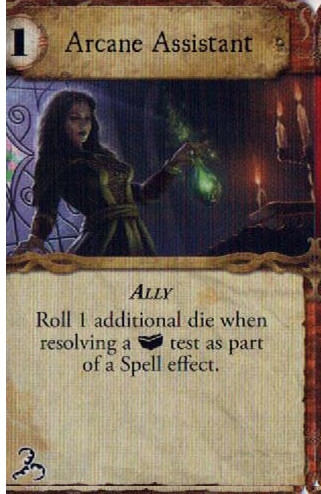 1
Arcane Assistant
ALLY
Roll 1 additional die when
resolving a test as part
of a Spell effect.